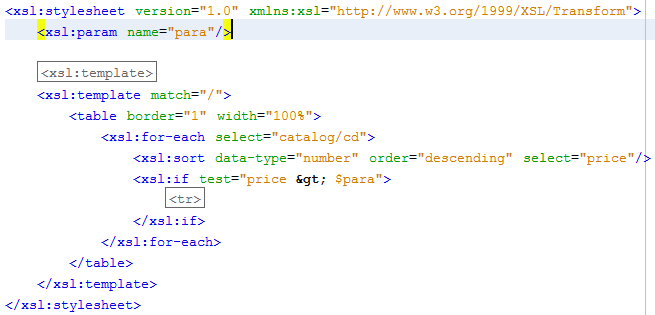 <xsl:stylesheet version="1.0" xmlns:xsl="http://www.w3.org/1999/XSL/Transform">
<xsl:param name="para"/>
<xsl:template>
<xsl:template match="/">
<table border="1" width="100%">
<xsl:for-each select="catalog/cd">
<xsl:sort data-type="number" order="descending" select="price"/>
<xsl:if test="price &gt; $para">
<tr>
</xsl:if>
</xsl:for-each>
</table>
</xsl:template>
</xsl:stylesheet>